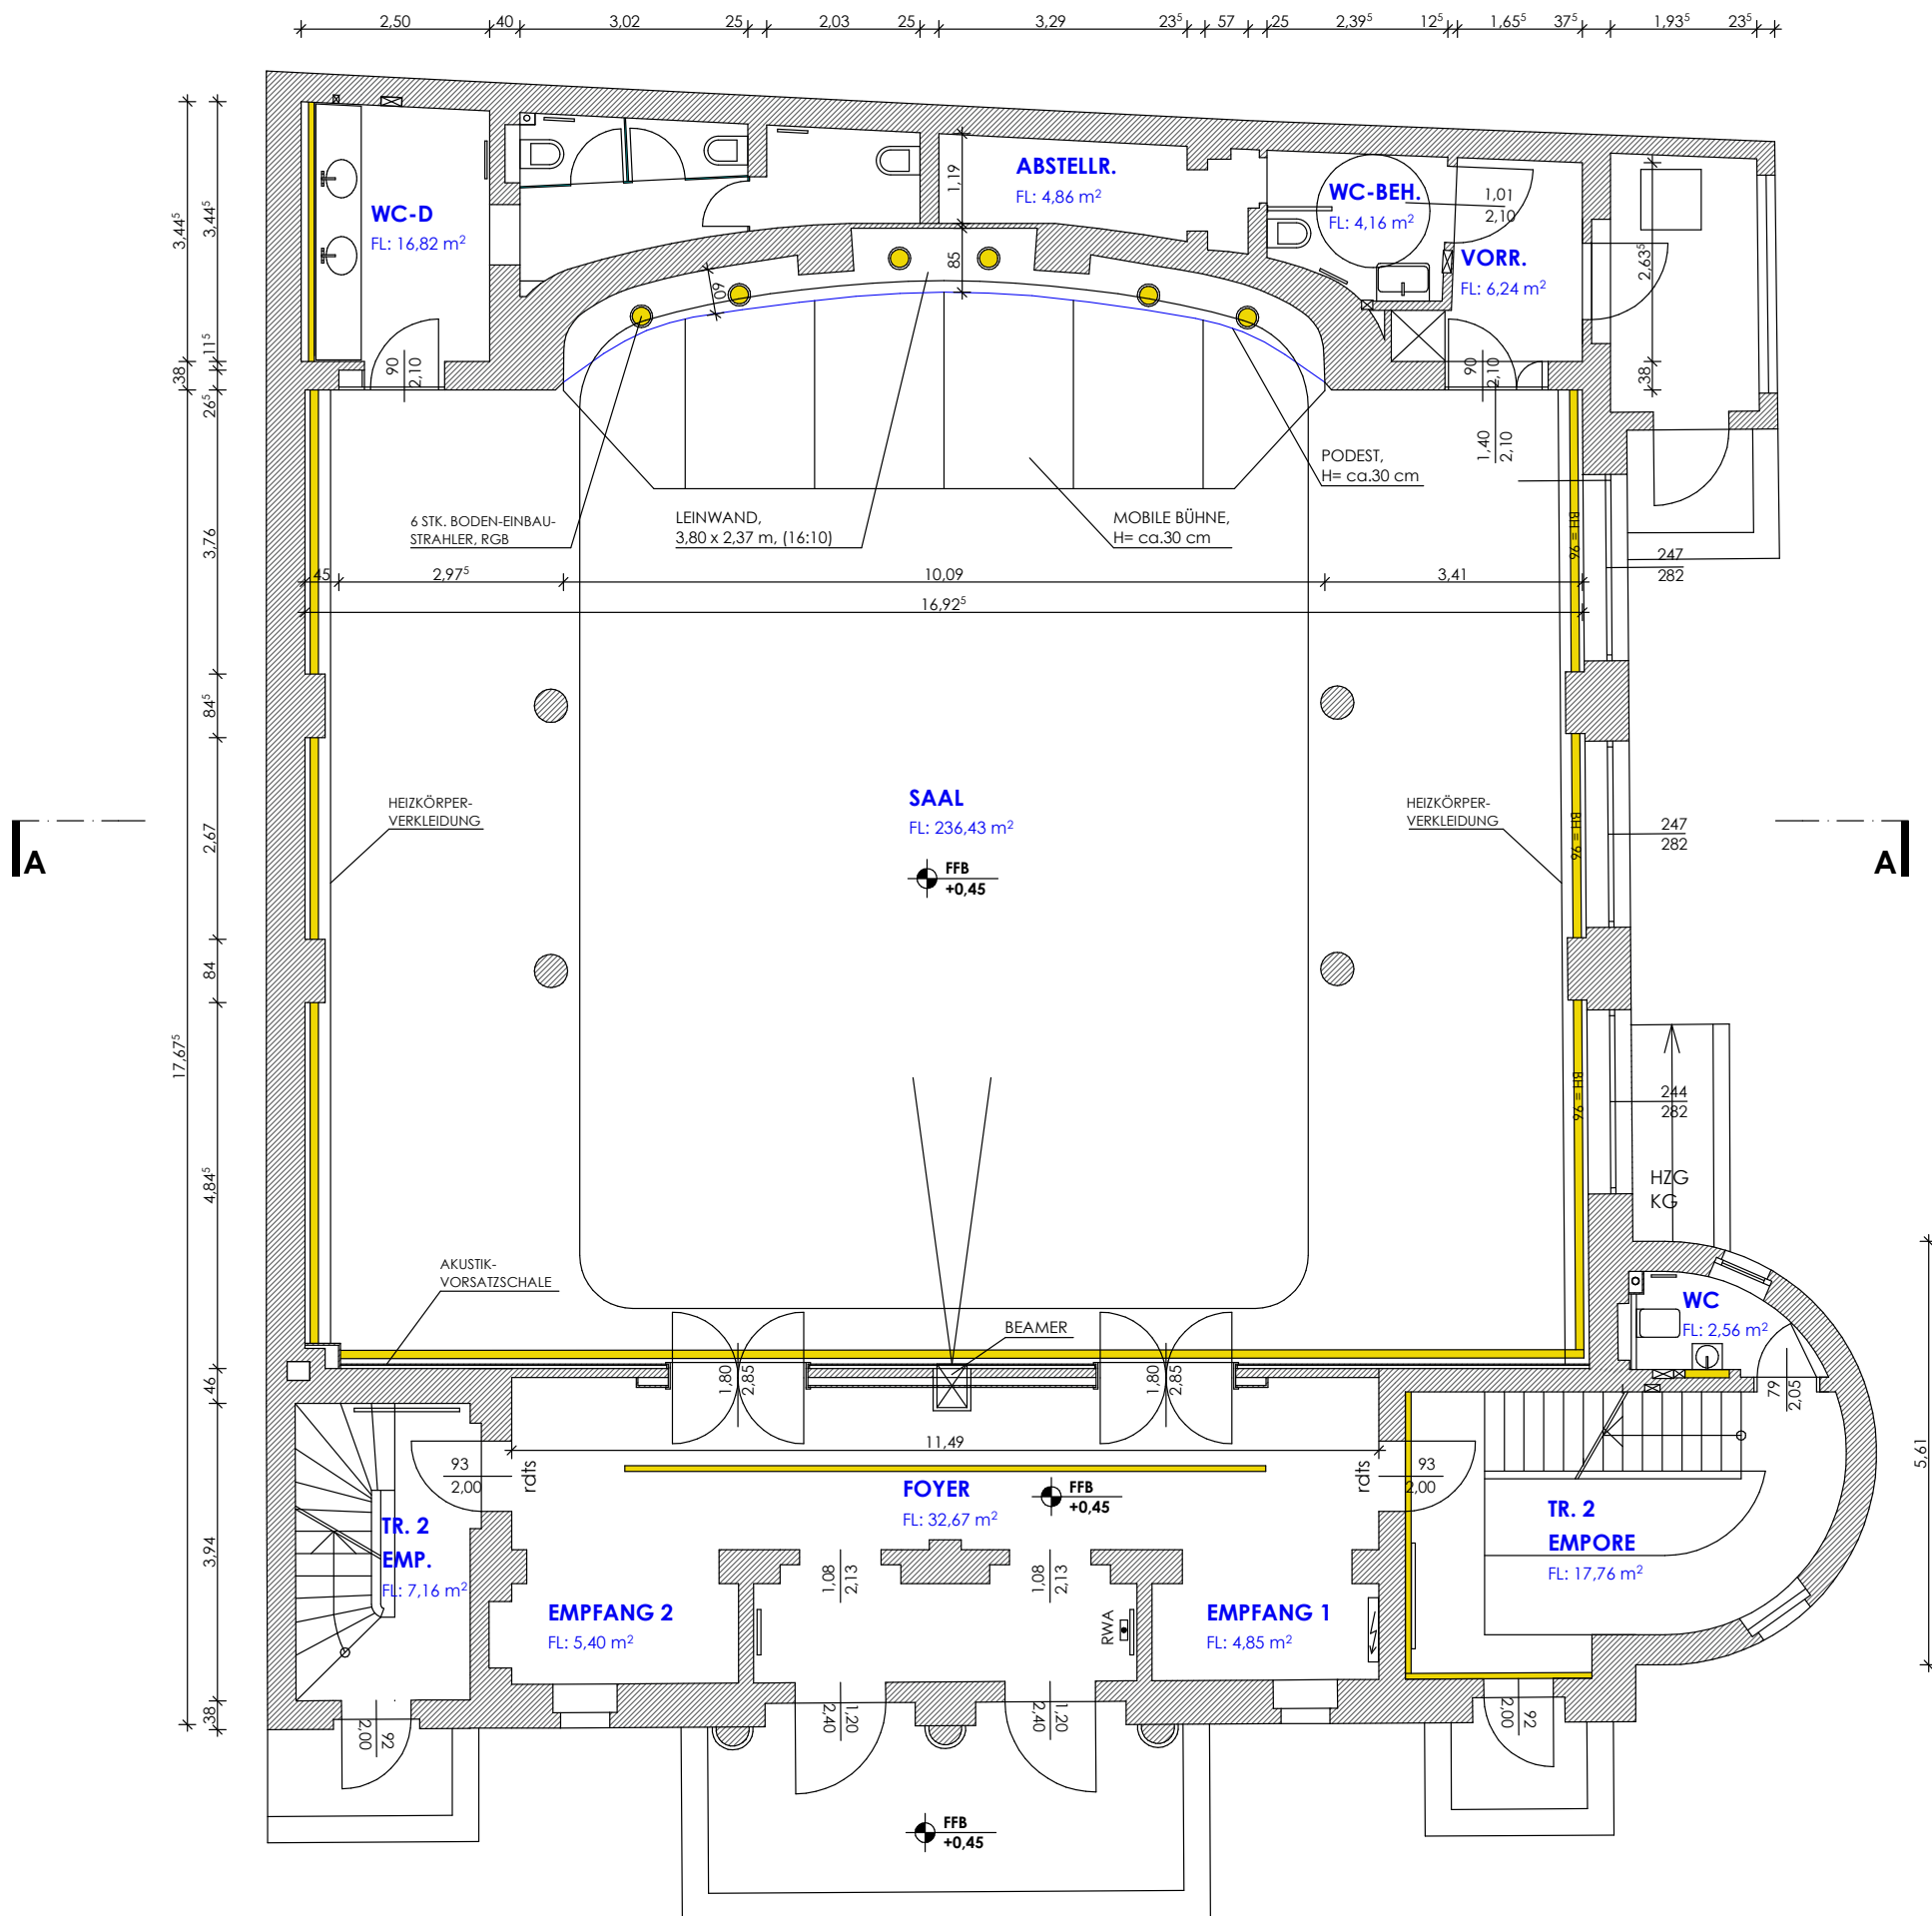 2,50 40 3,02 25 2,03 25 3,29 23⁵ 57 25 2,39⁵ 12⁵ 1,65⁵ 37⁵ 1,93⁵ 23⁵
3,44⁵
3,44⁵
11⁵
38
26⁵
3,76
84⁵
2,67
84
17,67⁵
4,84⁵
46
3,94
38
WC-D
FL: 16,82 m²
90
2,10
1,19
85
60
ABSTELLR.
FL: 4,86 m²
WC-BEH.
FL: 4,16 m²
1,01
2,10
VORR.
FL: 6,24 m²
2,63⁵
38
90
2,10
1,40
2,10
PODEST,
H= ca.30 cm
6 STK. BODEN-EINBAU-
STRAHLER, RGB
LEINWAND,
3,80 x 2,37 m, (16:10)
MOBILE BÜHNE,
H= ca.30 cm
BH = 96
247
282
45 2,97⁵ 10,09 3,41
16,92⁵
SAAL
FL: 236,43 m²
FFB
+0,45
HEIZKÖRPER-
VERKLEIDUNG
HEIZKÖRPER-
VERKLEIDUNG
BH = 96
247
282
A
A
BH = 96
244
282
HZG
KG
AKUSTIK-
VORSATZSCHALE
BEAMER
1,80
2,85
1,80
2,85
WC
FL: 2,56 m²
79
2,05
5,61
11,49
93
2,00
rdts
rdts
93
2,00
FOYER
FL: 32,67 m²
FFB
+0,45
TR. 2
EMP.
FL: 7,16 m²
TR. 2
EMPORE
FL: 17,76 m²
1,08
2,13
1,08
2,13
EMPFANG 2
FL: 5,40 m²
RWA
EMPFANG 1
FL: 4,85 m²
92
2,00
1,20
2,40
1,20
2,40
92
2,00
FFB
+0,45